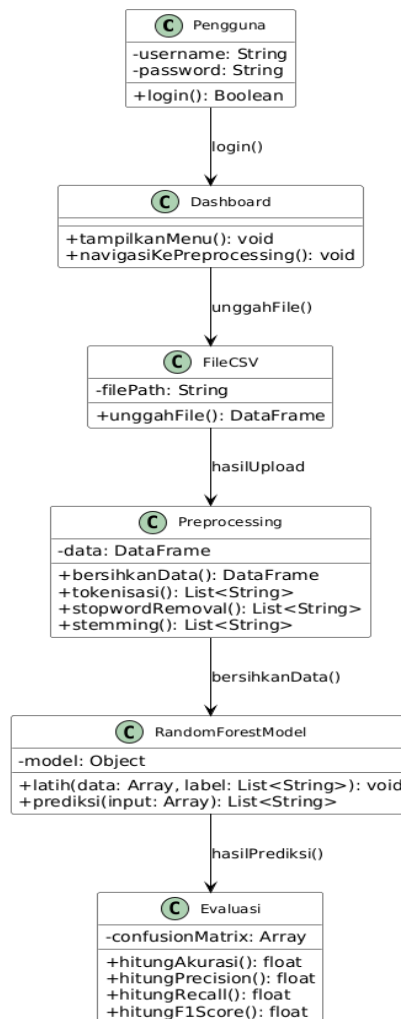 C Pengguna
-username: String
-password: String
+login(): Boolean
login()
C Dashboard
+tampilkanMenu(): void
+navigasiKePreprocessing(): void
unggahFile()
C FileCSV
-filePath: String
+unggahFile(): DataFrame
hasilUpload
C Preprocessing
-data: DataFrame
+bersihkanData(): DataFrame
+tokenisasi(): List<String>
+stopwordRemoval(): List<String>
+stemming(): List<String>
bersihkanData()
C RandomForestModel
-model: Object
+latih(data: Array, label: List<String>): void
+prediksi(input: Array): List<String>
hasilPrediksi()
C Evaluasi
-confusionMatrix: Array
+hitungAkurasi(): float
+hitungPrecision(): float
+hitungRecall(): float
+hitungF1Score(): float